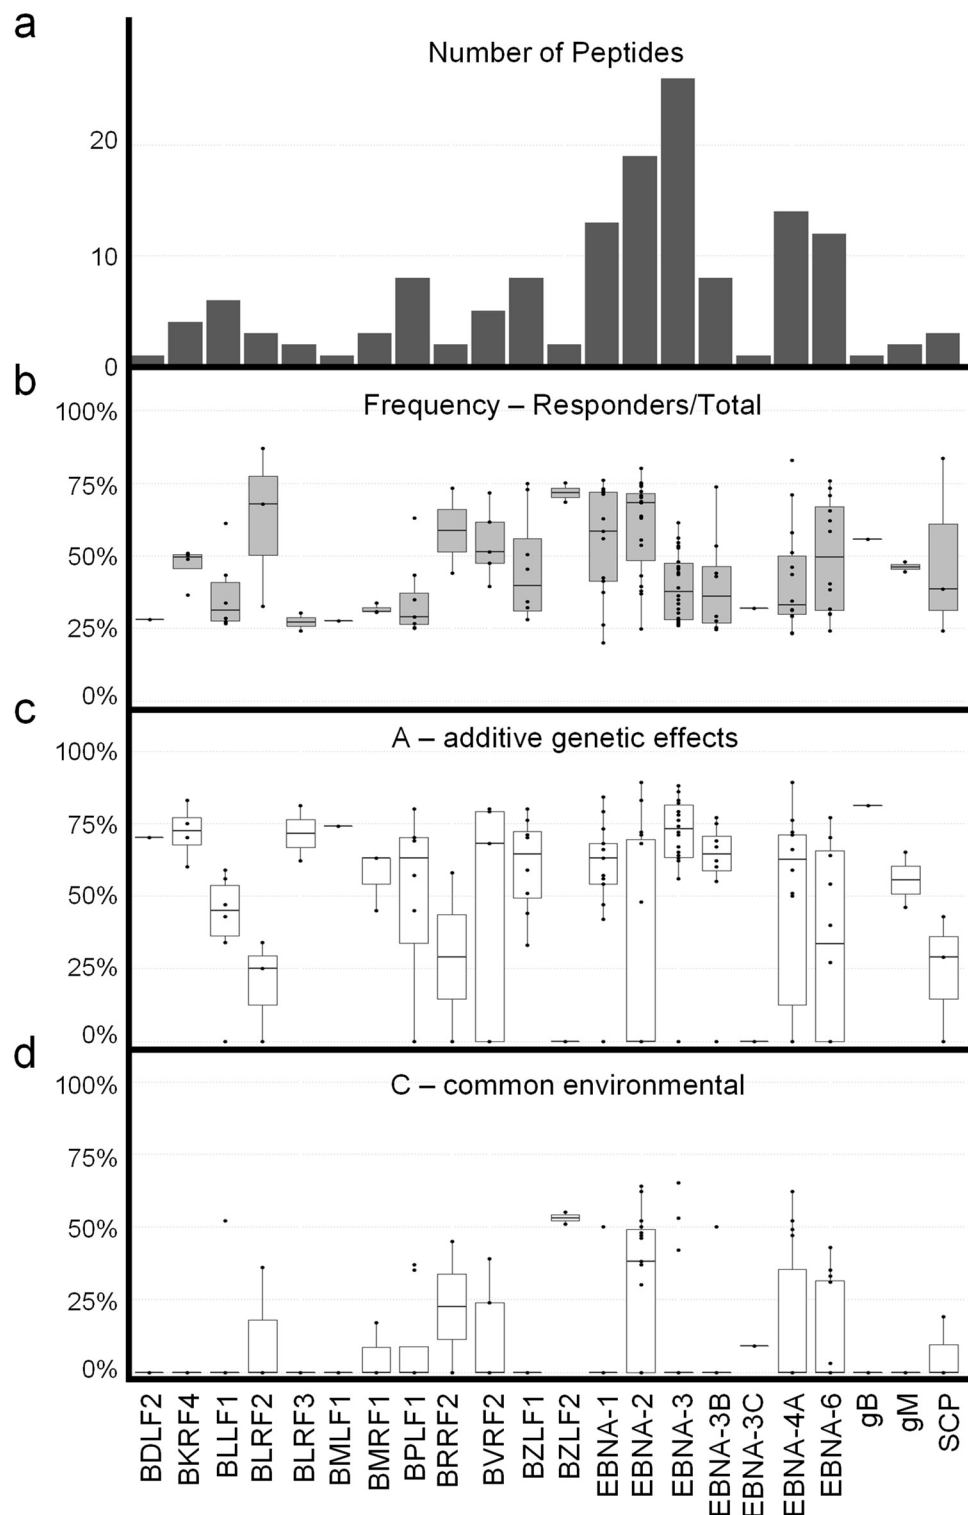 a
Number of Peptides
20
10
0
b
100%
Frequency – Responders/Total
75%
50%
25%
0%
c
A – additive genetic effects
100%
75%
50%
25%
0%
d
C – common environmental
100%
75%
50%
25%
0%
BDLF2
BKRF4
BLLF1
BLRF2
BLRF3
BMLF1
BMRF1
BPLF1
BRRF2
BVRF2
BZLF1
BZLF2
EBNA-1
EBNA-2
EBNA-3
EBNA-3B
EBNA-3C
EBNA-4A
EBNA-6
gB
gM
SCP